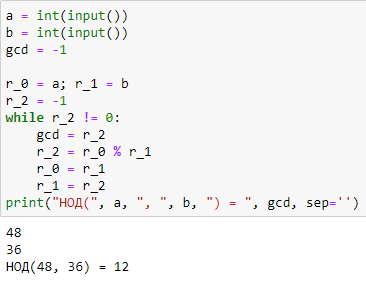 a = int(input())
b = int(input())
gcd = -1

r_0 = a; r_1 = b
r_2 = -1
while r_2 != 0:
    gcd = r_2
    r_2 = r_0 % r_1
    r_0 = r_1
    r_1 = r_2
print("НОД(", a, ", ", b, ") = ", gcd, sep='')
48
36
НОД(48, 36) = 12